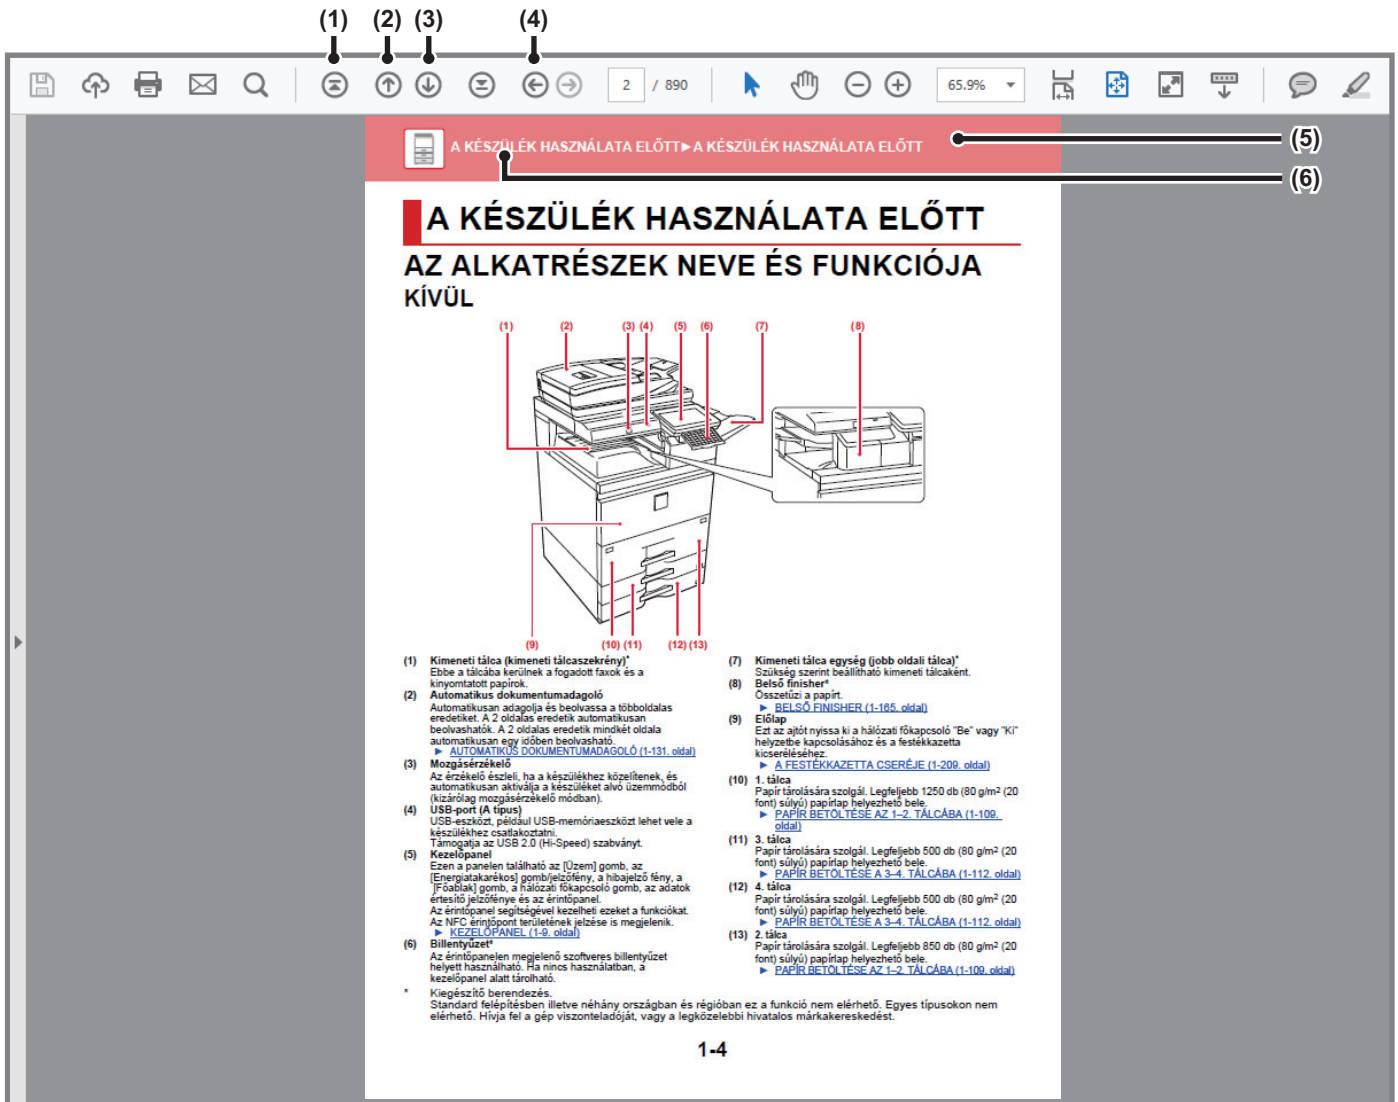 (1) (2) (3) (4)
2 / 890 65.9%
(5)
(6)
A KÉSZÜLÉK HASZNÁLATA ELŐTT►A KÉSZÜLÉK HASZNÁLATA ELŐTT
A KÉSZÜLÉK HASZNÁLATA ELŐTT
AZ ALKATRÉSZEK NEVE ÉS FUNKCIÓJA
KÍVÜL
(1) (2) (3) (4) (5) (6) (7) (8)
(9) (10) (11) (12) (13)
(1) Kimeneti tálca (kimeneti tálcaszekrény)*
Ebbe a tálcába kerülnek a fogadott faxok és a
kinyomtatott papírok.
(2) Automatikus dokumentumadagoló
Automatikusan adagolja és beolvassa a többoldalas
eredetiket. A 2 oldalas eredetik automatikusan
beolvashatók. A 2 oldalas eredetik mindkét oldala
automatikusan egy időben beolvasható.
► AUTOMATIKUS DOKUMENTUMADAGOLÓ (1-131. oldal)
(3) Mozgásérzékelő
Az érzékelő észleli, ha a készülékhez közelítenek, és
automatikusan aktiválja a készüléket alvó üzemmódból
(kizárólag mozgásérzékelő módban).
(4) USB-port (A típus)
USB-eszközt, például USB-memóriaeszközt lehet vele a
készülékhez csatlakoztatni.
Támogatja az USB 2.0 (Hi-Speed) szabványt.
(5) Kezelőpanel
Ezen a panelen található az [Üzem] gomb, az
[Energiatakarékos] gomb/jelzőfény, a hibajelző fény, a
[Főablak] gomb, a hálózati főkapcsoló gomb, az adatok
értesítő jelzőfénye és az érintőpanel.
Az érintőpanel segítségével kezelheti ezeket a funkciókat.
Az NFC érintőpont területének jelzése is megjelenik.
► KEZELŐPANEL (1-9. oldal)
(6) Billentyűzet*
Az érintőpanelen megjelenő szoftveres billentyűzet
helyett használható. Ha nincs használatban, a
kezelőpanel alatt tárolható.
(7) Kimeneti tálca egység (jobb oldali tálca)*
Szükség szerint beállítható kimeneti tálcaként.
(8) Belső finisher*
Összetűzi a papírt.
► BELSŐ FINISHER (1-165. oldal)
(9) Előlap
Ezt az ajtót nyissa ki a hálózati főkapcsoló "Be" vagy "Ki"
helyzetbe kapcsolásához és a festékkazetta
kicseréléséhez.
► A FESTÉKKAZETTA CSERÉJE (1-209. oldal)
(10) 1. tálca
Papír tárolására szolgál. Legfeljebb 1250 db (80 g/m2 (20
font) súlyú) papírlap helyezhető bele.
► PAPÍR BETÖLTÉSE AZ 1–2. TÁLCÁBA (1-109.
oldal)
(11) 3. tálca
Papír tárolására szolgál. Legfeljebb 500 db (80 g/m2 (20
font) súlyú) papírlap helyezhető bele.
► PAPÍR BETÖLTÉSE A 3–4. TÁLCÁBA (1-112. oldal)
(12) 4. tálca
Papír tárolására szolgál. Legfeljebb 500 db (80 g/m2 (20
font) súlyú) papírlap helyezhető bele.
► PAPÍR BETÖLTÉSE A 3–4. TÁLCÁBA (1-112. oldal)
(13) 2. tálca
Papír tárolására szolgál. Legfeljebb 850 db (80 g/m2 (20
font) súlyú) papírlap helyezhető bele.
► PAPÍR BETÖLTÉSE AZ 1–2. TÁLCÁBA (1-109. oldal)
* Kiegészítő berendezés.
Standard felépítésben illetve néhány országban és régióban ez a funkció nem elérhető. Egyes típusokon nem
elérhető. Hívja fel a gép viszonteladóját, vagy a legközelebbi hivatalos márkakereskedést.
1-4